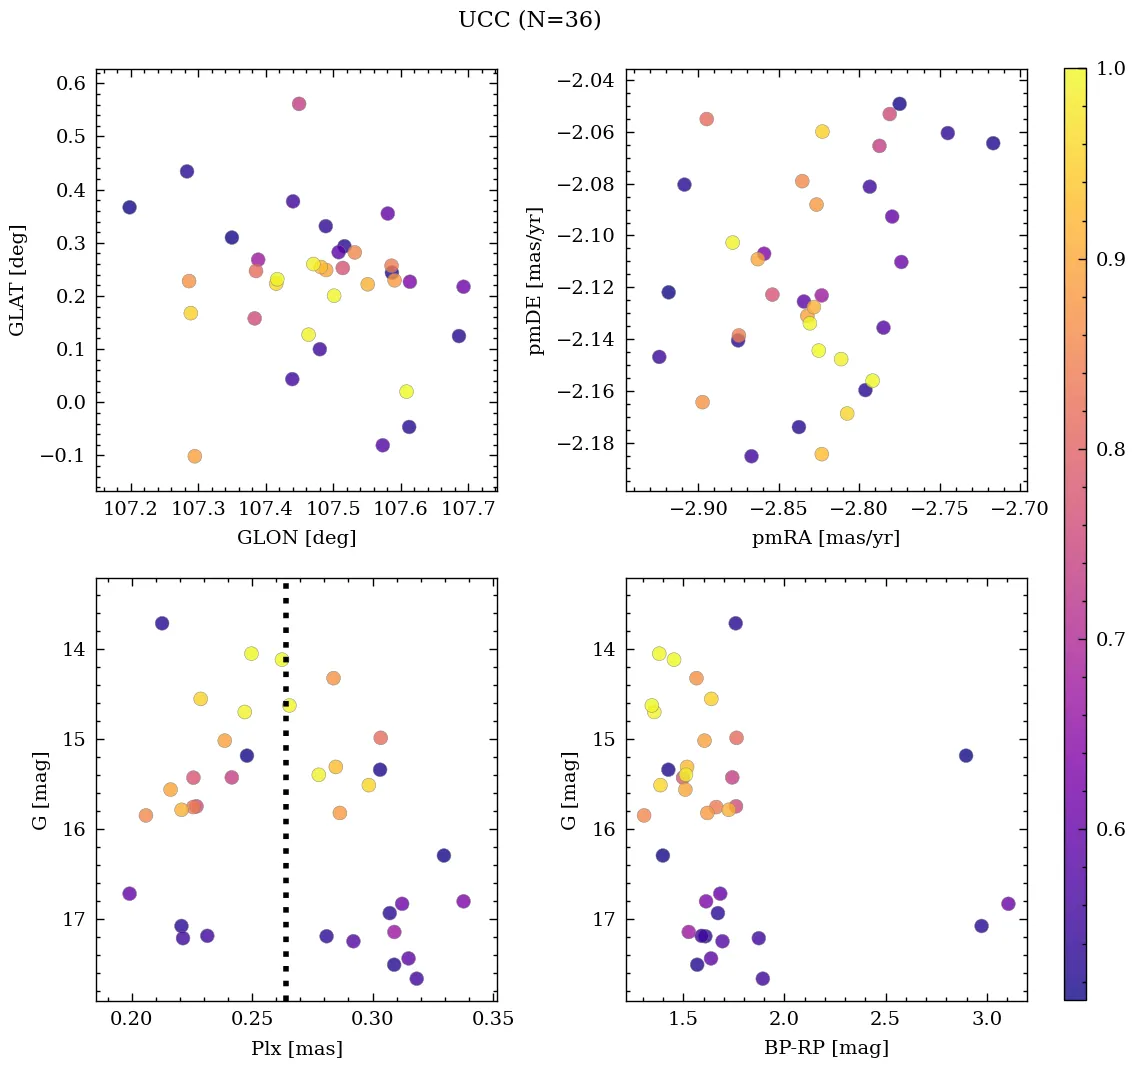 UCC (N=36)
0.6
0.5
0.4
0.3
0.2
0.1
0.0
−0.1
GLAT [deg]
107.2 107.3 107.4 107.5 107.6 107.7
GLON [deg]
−2.04
−2.06
−2.08
−2.10
−2.12
−2.14
−2.16
−2.18
pmDE [mas/yr]
−2.90 −2.85 −2.80 −2.75 −2.70
pmRA [mas/yr]
14
15
16
17
G [mag]
0.20 0.25 0.30 0.35
Plx [mas]
14
15
16
17
G [mag]
1.5 2.0 2.5 3.0
BP-RP [mag]
1.0
0.9
0.8
0.7
0.6